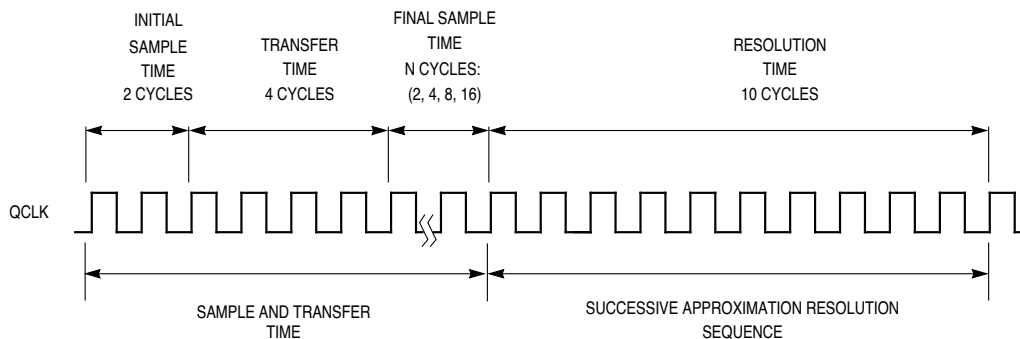 INITIAL
SAMPLE
TIME
2 CYCLES
TRANSFER
TIME
4 CYCLES
FINAL SAMPLE
TIME
N CYCLES:
(2, 4, 8, 16)
RESOLUTION
TIME
10 CYCLES
QCLK
SAMPLE AND TRANSFER
TIME
SUCCESSIVE APPROXIMATION RESOLUTION
SEQUENCE